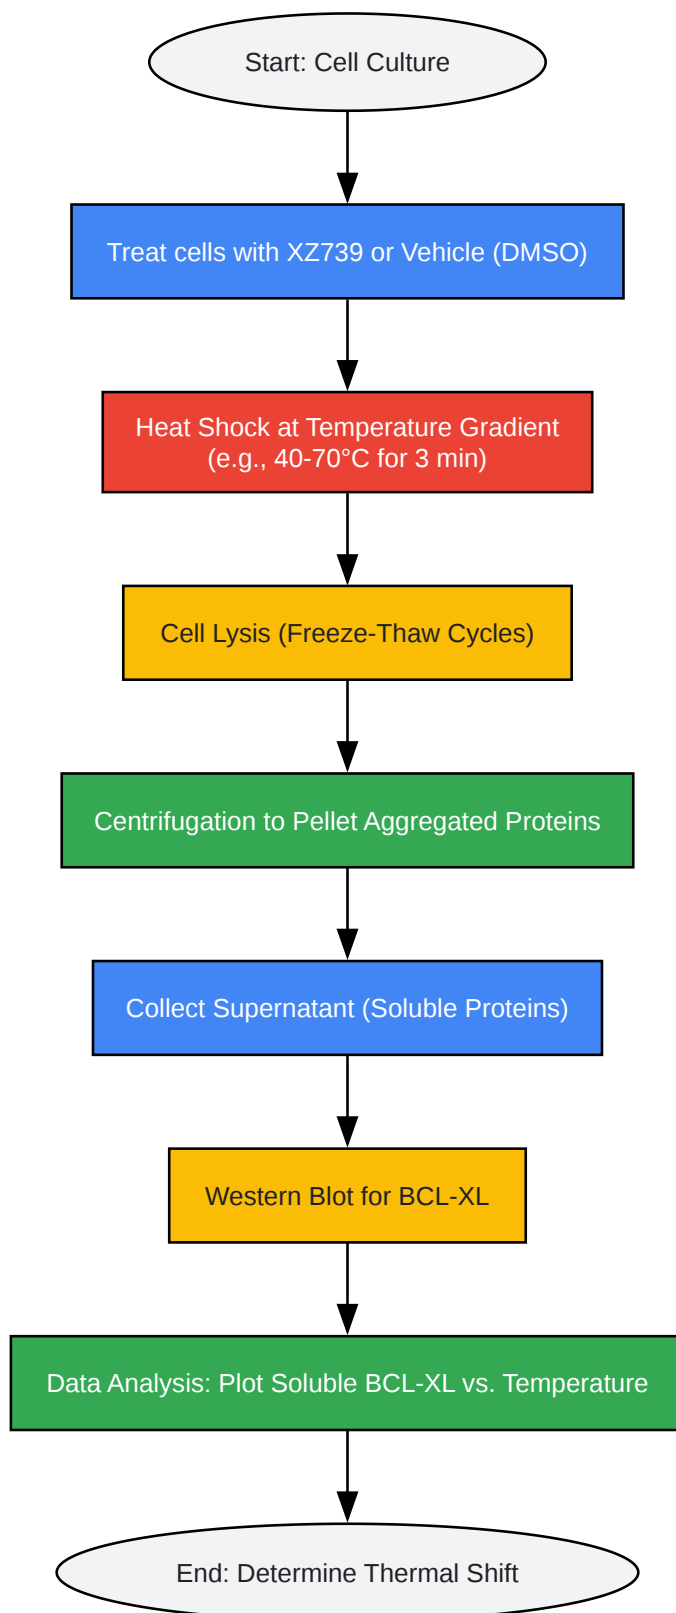 Start: Cell Culture
Treat cells with XZ739 or Vehicle (DMSO)
Heat Shock at Temperature Gradient
(e.g., 40-70°C for 3 min)
Cell Lysis (Freeze-Thaw Cycles)
Centrifugation to Pellet Aggregated Proteins
Collect Supernatant (Soluble Proteins)
Western Blot for BCL-XL
Data Analysis: Plot Soluble BCL-XL vs. Temperature
End: Determine Thermal Shift